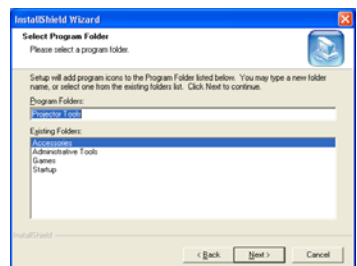 InstallShield Wizard
Select Program Folder
Please select a program folder.
Setup will add program icons to the Program Folder listed below. You may type a new folder
name, or select one from the existing folders list. Click Next to continue.
Program Folders:
Projector Tools
Existing Folders:
Accessories
Administrative Tools
Games
Startup
InstallShield
< Back
Next >
Cancel